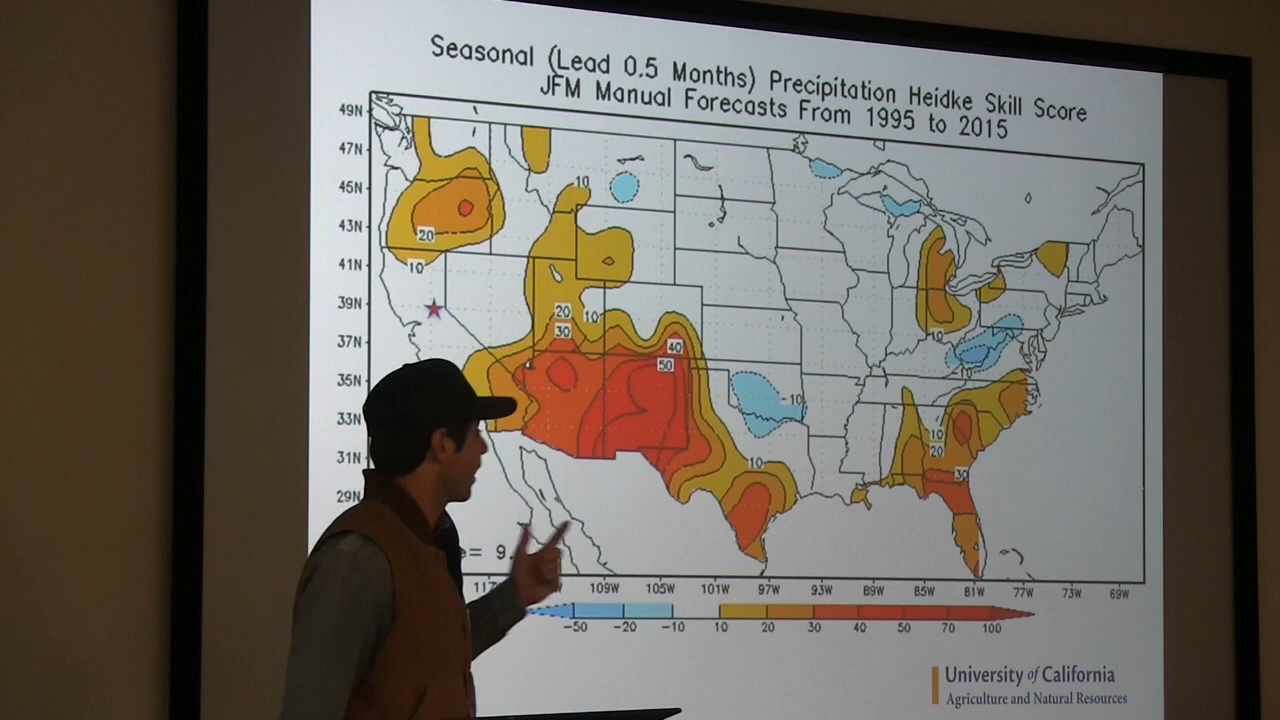 Seasonal (Lead 0.5 Months) Precipitation Heidke Skill Score
JFM Manual Forecasts From 1995 to 2015
49N
47N
45N
43N
41N
39N
37N
35N
33N
31N
29N
10
20
10
20
10
30
40
50
-10
10
10
10
10
20
30
= 9.
117
109W
105W
101W
97W
93W
89W
85W
81W
77W
73W
69W
-50 -20 -10 10 20 30 40 50 70 100
University of California
Agriculture and Natural Resources